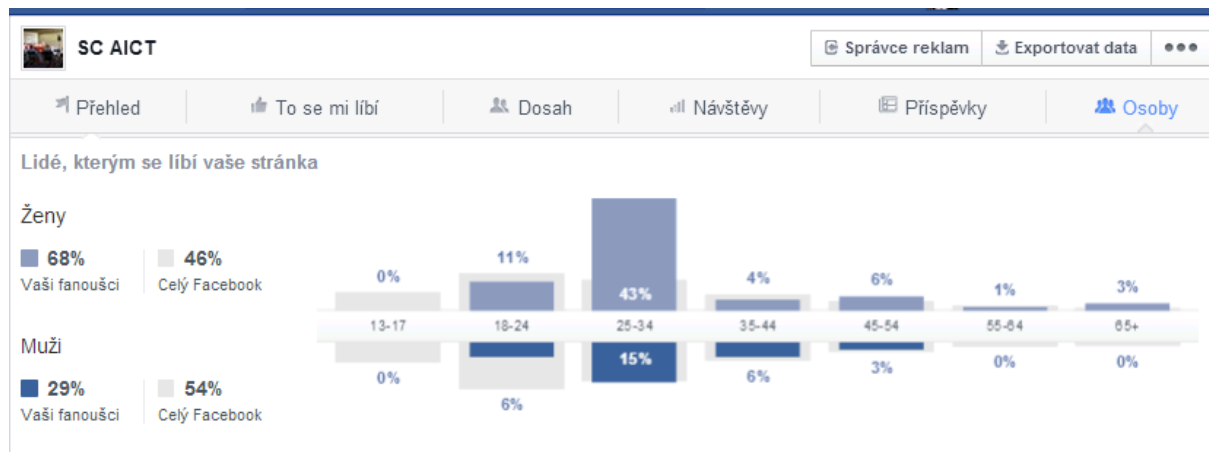 SC AICT
Správce reklam Exportovat data
Přehled To se mi líbí Dosah Návštěvy Příspěvky Osoby
Lidé, kterým se líbí vaše stránka
Ženy
68% 46%
Vaši fanoušci Celý Facebook
0% 11% 43% 4% 6% 1% 3%
13-17 18-24 25-34 35-44 45-54 55-64 65+
Muži
0% 6% 15% 6% 3% 0% 0%
29% 54%
Vaši fanoušci Celý Facebook